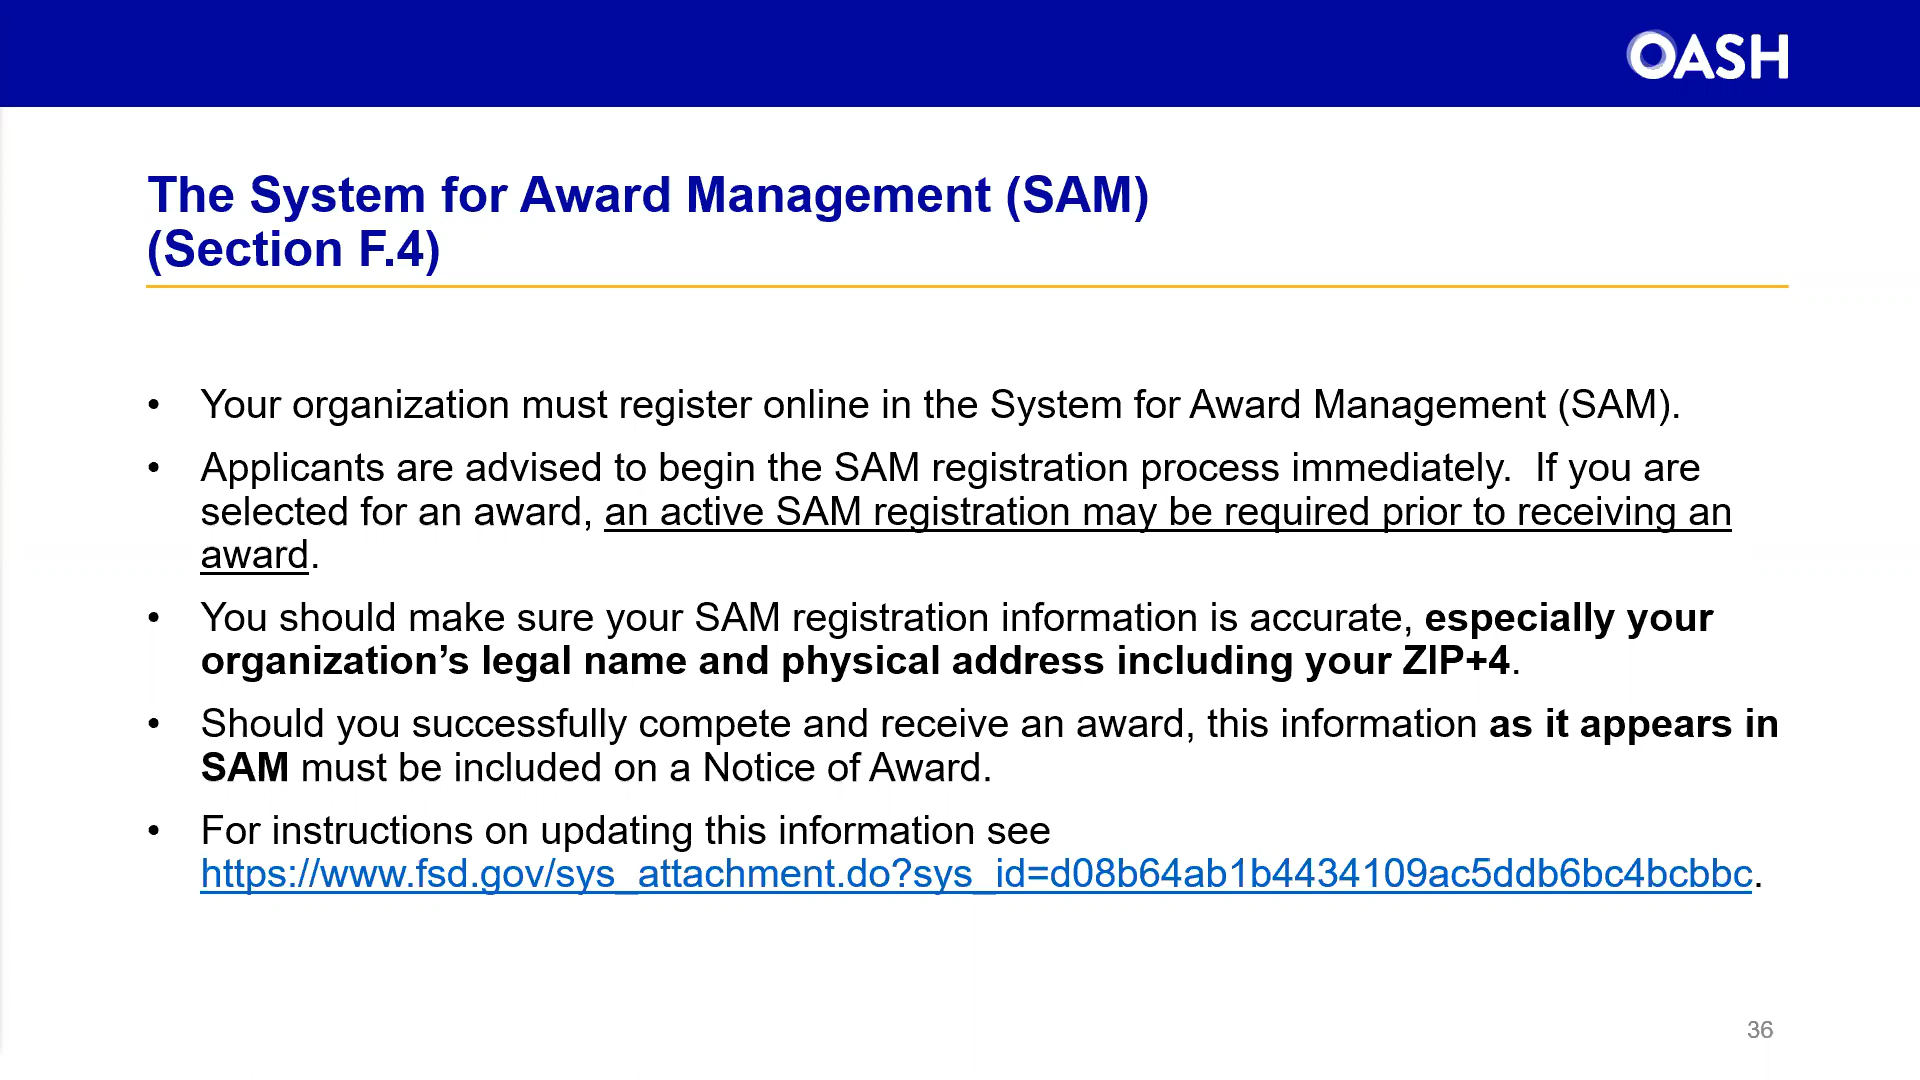 OASH
The System for Award Management (SAM)
(Section F.4)
• Your organization must register online in the System for Award Management (SAM).
• Applicants are advised to begin the SAM registration process immediately.  If you are
selected for an award, an active SAM registration may be required prior to receiving an
award.
• You should make sure your SAM registration information is accurate, especially your
organization’s legal name and physical address including your ZIP+4.
• Should you successfully compete and receive an award, this information as it appears in
SAM must be included on a Notice of Award.
• For instructions on updating this information see
https://www.fsd.gov/sys_attachment.do?sys_id=d08b64ab1b4434109ac5ddb6bc4bcbbc.
36